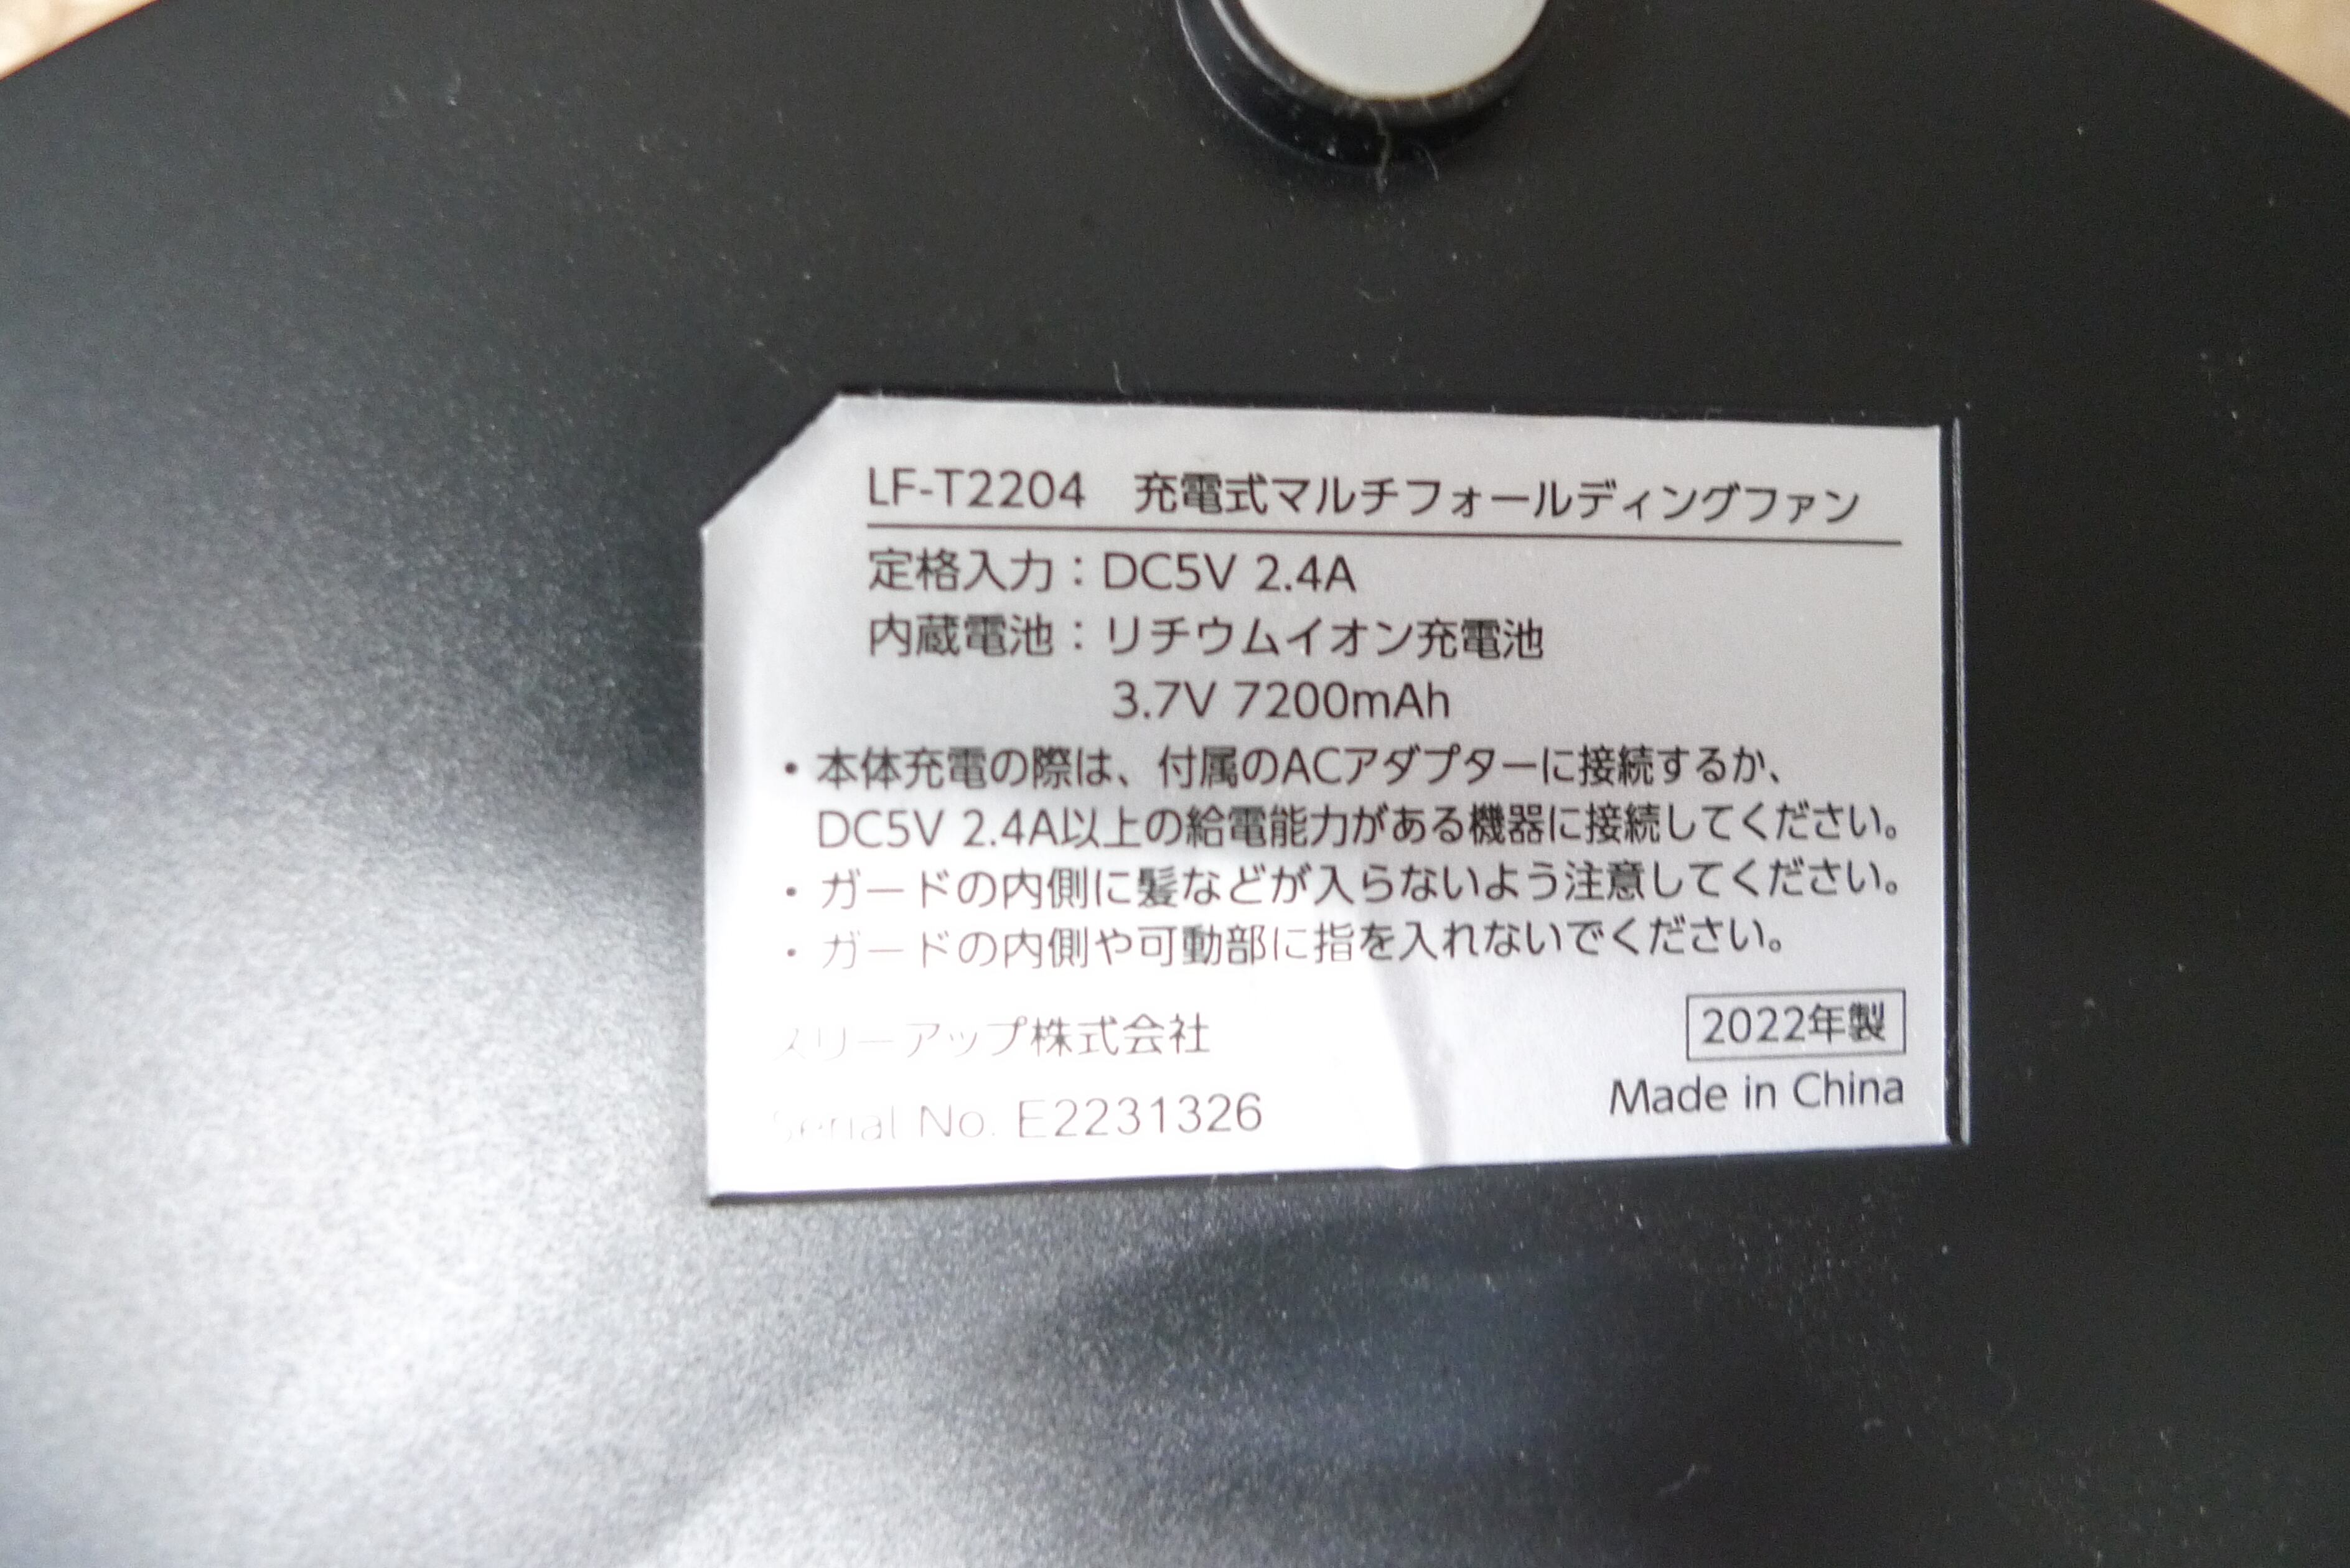 LF-T2204 充電式マルチフォールディングファン
定格入力：DC5V 2.4A
内蔵電池：リチウムイオン充電池
3.7V 7200mAh
・本体充電の際は、付属のACアダプターに接続するか、
DC5V 2.4A以上の給電能力がある機器に接続してください。
・ガードの内側に髪などが入らないよう注意してください。
・ガードの内側や可動部に指を入れないでください。
スリーアップ株式会社
2022年製
Serial No. E2231326
Made in China